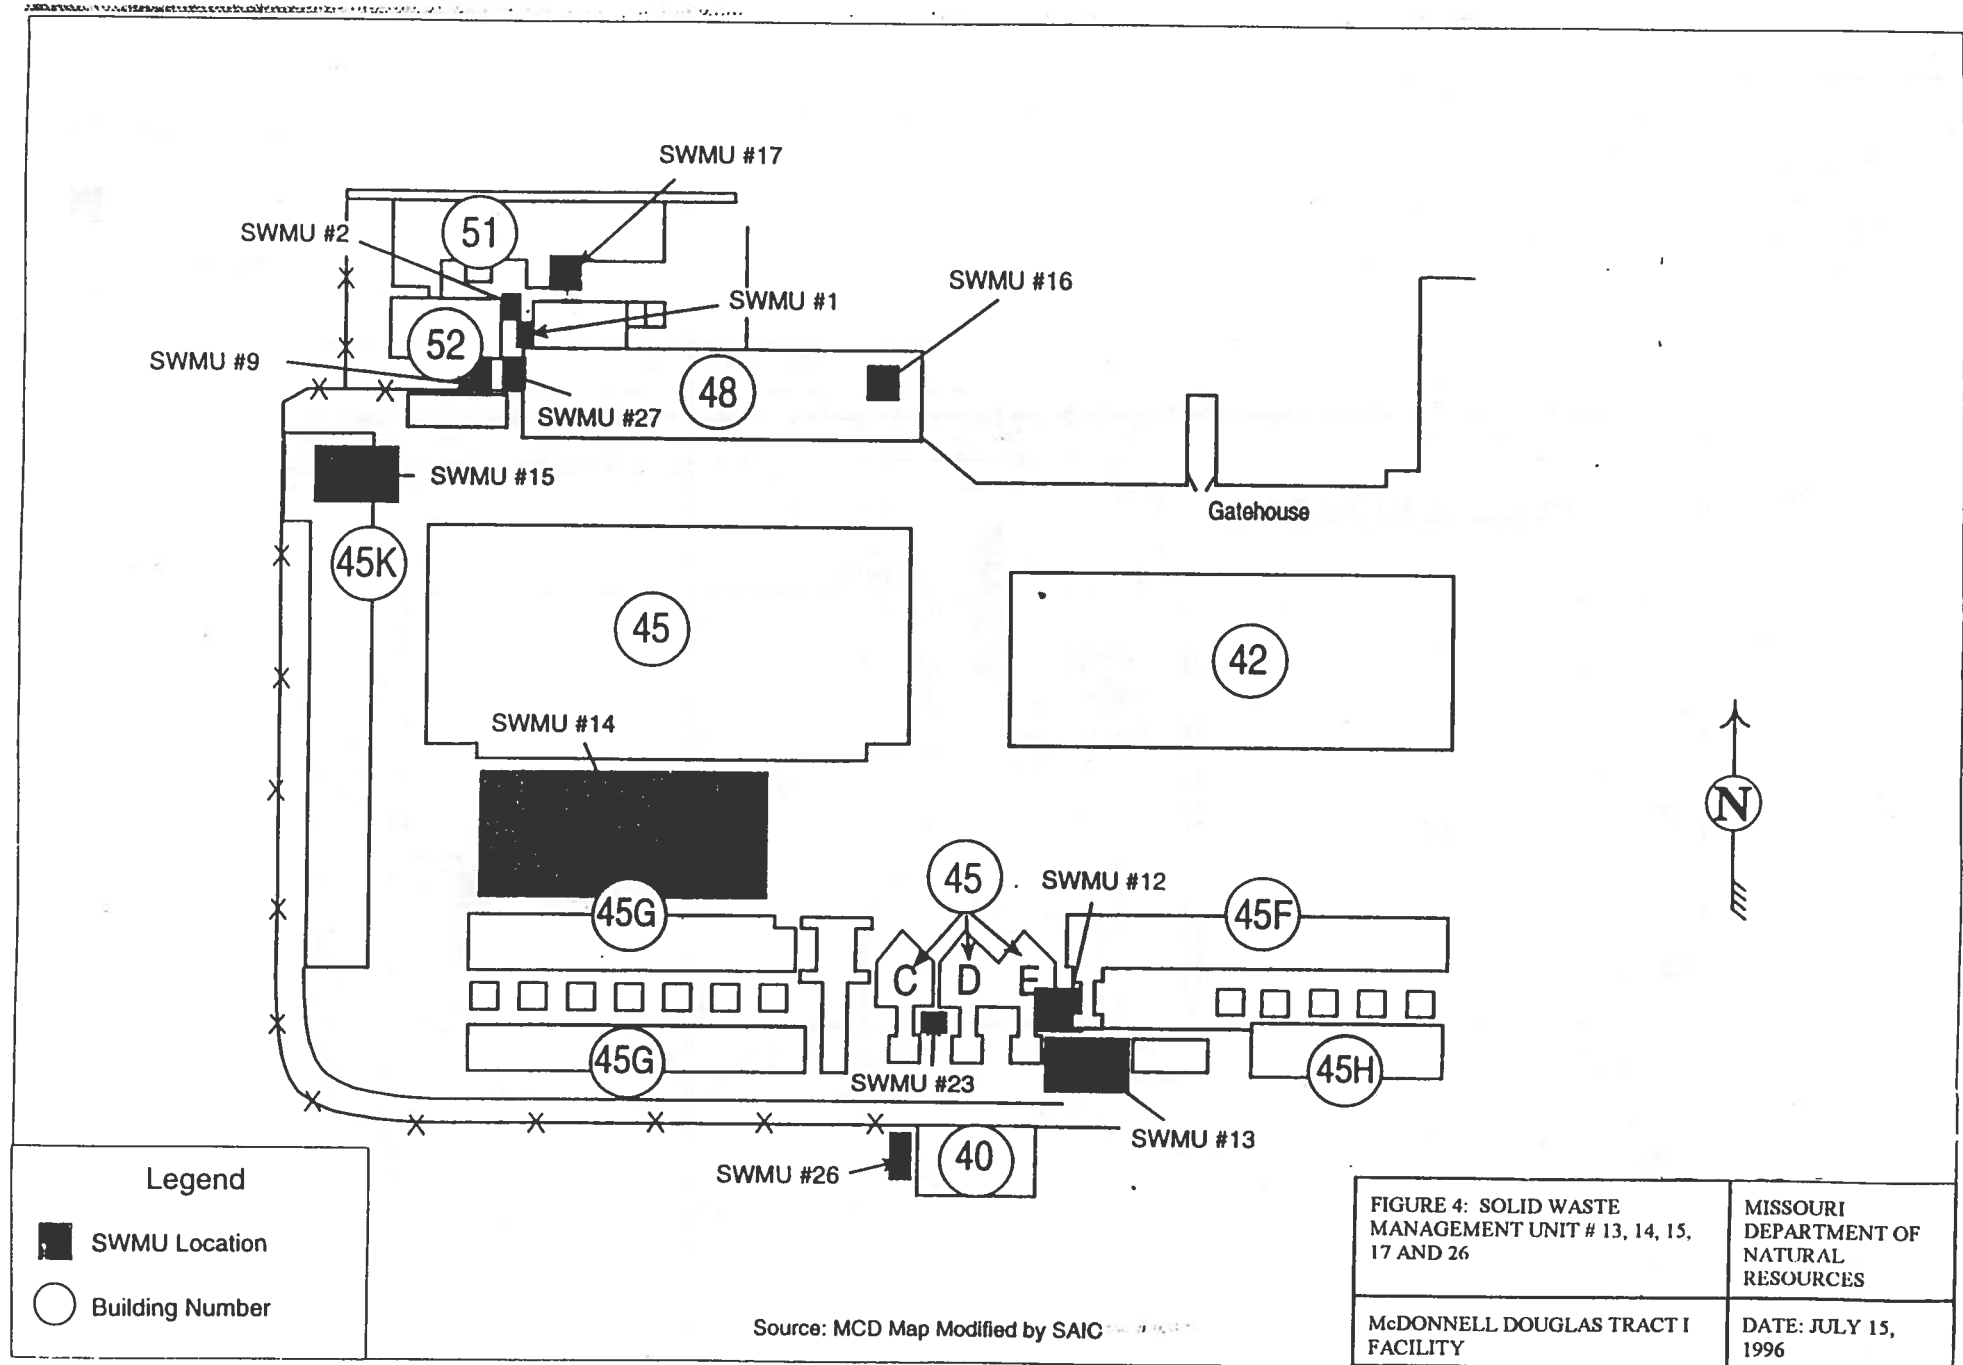 SWMU #17
SWMU #2
51
SWMU #16
SWMU #1
52
SWMU #9
48
SWMU #27
SWMU #15
Gatehouse
45K
45
42
SWMU #14
N
45
SWMU #12
45G
45F
C D E
45G
SWMU #23
45H
SWMU #13
40
SWMU #26
Legend
SWMU Location
Building Number
Source: MCD Map Modified by SAIC
FIGURE 4: SOLID WASTE
MANAGEMENT UNIT # 13, 14, 15,
17 AND 26
MISSOURI
DEPARTMENT OF
NATURAL
RESOURCES
McDONNELL DOUGLAS TRACT I
FACILITY
DATE: JULY 15,
1996